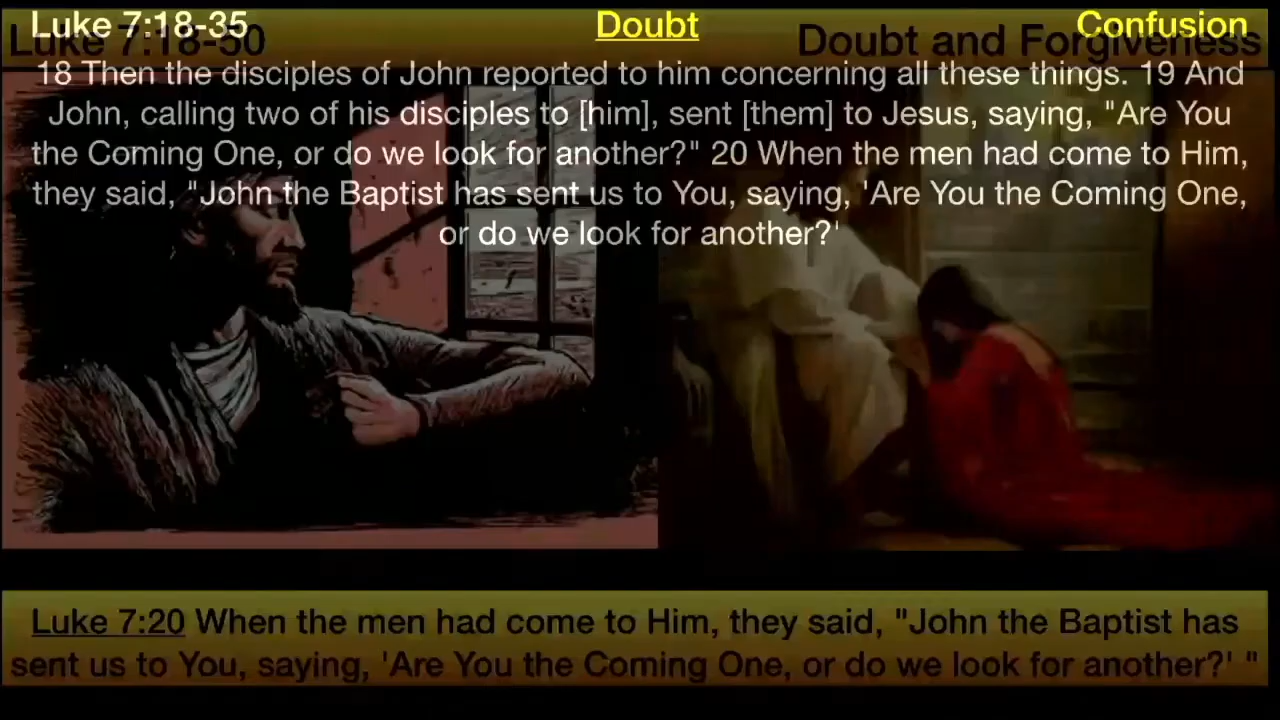 Luke 7:18-35 Doubt Confusion
Luke 7:18-50 Doubt and Forgiveness
18 Then the disciples of John reported to him concerning all these things. 19 And
John, calling two of his disciples to [him], sent [them] to Jesus, saying, "Are You
the Coming One, or do we look for another?" 20 When the men had come to Him,
they said, "John the Baptist has sent us to You, saying, 'Are You the Coming One,
or do we look for another?'
Luke 7:20 When the men had come to Him, they said, "John the Baptist has
sent us to You, saying, 'Are You the Coming One, or do we look for another?' "